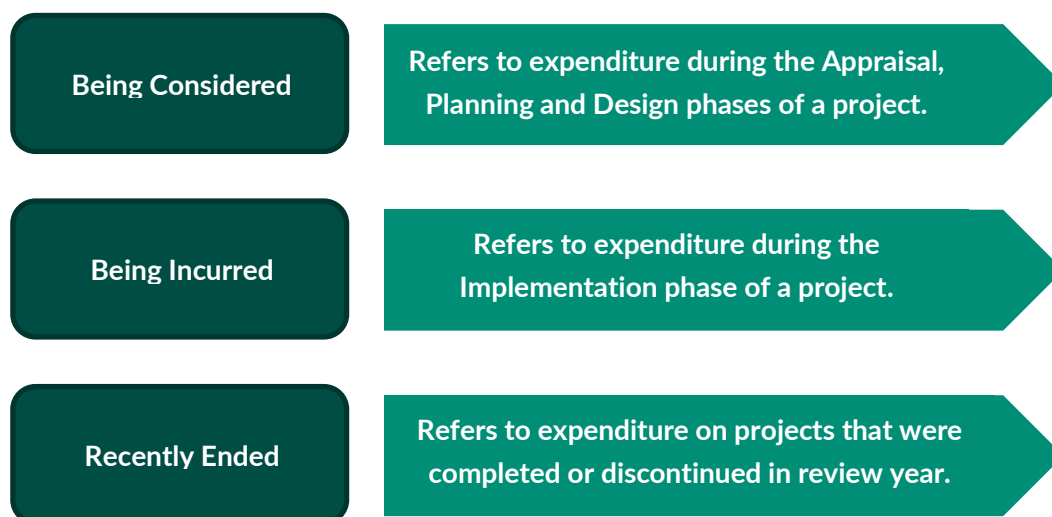 Being Considered
Refers to expenditure during the Appraisal,
Planning and Design phases of a project.
Being Incurred
Refers to expenditure during the
Implementation phase of a project.
Recently Ended
Refers to expenditure on projects that were
completed or discontinued in review year.